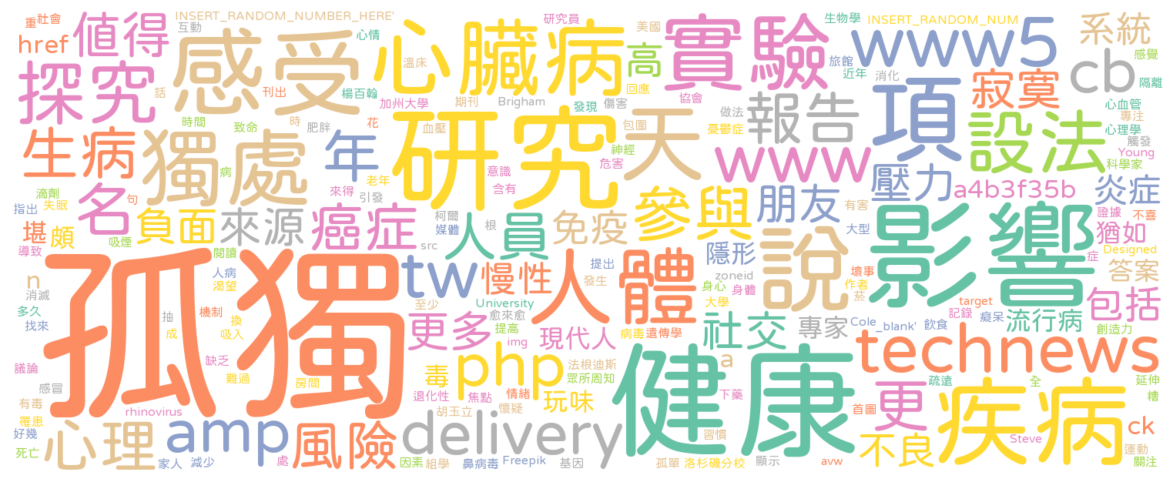 重 社會 INSERT_RANDOM_NUMBER_HERE' 研究員 美國 生物學 INSERT_RANDOM_NUM
href 值得 互動 感受 心情 心臟病 高 實驗 www5 系統
溫床 回應 旅館 近年 消化 cb 感覺 隔離
探究 話 刊出 楊百翰 加州大學 期刊 Brigham 發現 傷害 協會 報告 項 寂寞 心血管 專注
時間 致命 肥胖 時 花 血壓 研究 包圍 天 做法 憂鬱症 設法 心理學 觸發
生病 獨處 年 神經 危害 www 壓力 Young 科學家
病 來得 老年 引發 意識 含有 a4b3f35b 炎症
滴劑 失眠 名 句 參與 朋友 有害 證據 不喜
指出 吸煙 負面 來源 癌症 柯爾 媒體 根 人員 免疫 說 影響 大型 猶如
堪 頗 導致 閱讀 src 隱形 Designed 症
n 人病 渴望 孤獨 tw 慢性 提出 發生 人體 zoneid 身心 身體 壞事 作者 菸 答案
消滅 多久 機制 抽 換 至少 University 愈來愈 大學 target 記錄 包括
找來 成 吸入 更多 提高 img 病毒 遺傳學 現代人 社交 專家 Cole _blank' 飲食 癡呆 流行病 創造力
議論 缺乏 難過 php 法根迪斯 眾所周知 a technews
感冒 房間 毒 退化性 焦點 情緒 玩味 健康 下藥 更 疏遠 全 延伸 嚕
有毒 rhinovirus 胡玉立 懷疑 首圖 疾病
罹患 好幾 心理 amp 風險 delivery 習慣 不良 Steve ck
死亡 家人 減少 處 因素 組學 鼻病毒 Freepik 基因 孤單 洛杉磯分校 顯示 avw 運動 關注